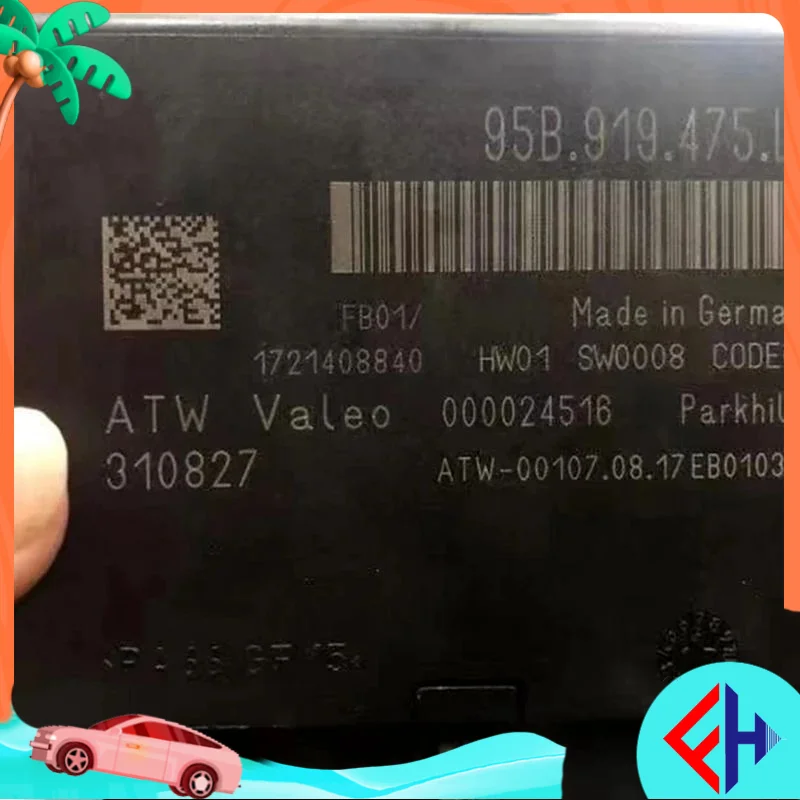 95B.919.475.L
FB01/
Made in Germa
1721408840 HW01 SW0008 CODE
ATW Valeo 000024516 Parkhil
310827 ATW-00107.08.17EB0103
FH